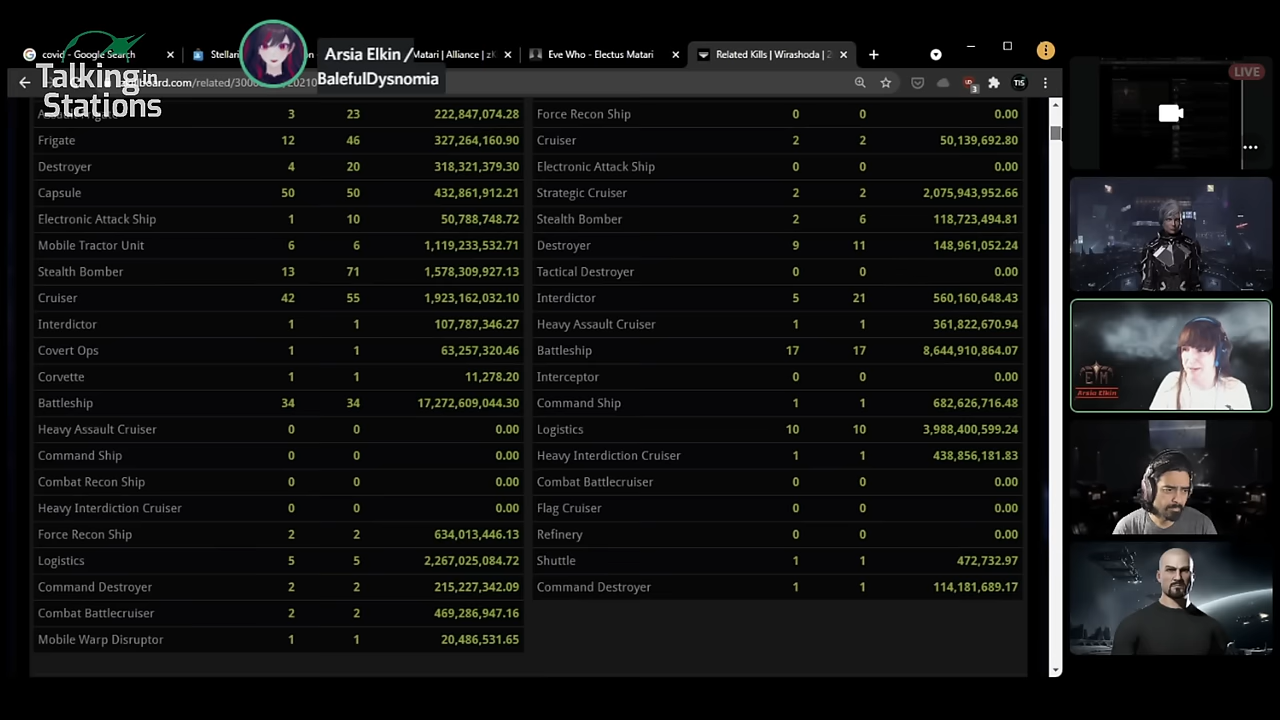 covid - Google Search
Stellari
Matari | Alliance | zK
Eve Who - Electus Matari
Related Kills | Wirashoda | 2
Arsia Elkin /
BalefulDysnomia
Talking in
Stations
board.com/related/300
TiS
3
LIVE
3 23 222,847,074.28
Frigate 12 46 327,264,160.90
Destroyer 4 20 318,321,379.30
Capsule 50 50 432,861,912.21
Electronic Attack Ship 1 10 50,788,748.72
Mobile Tractor Unit 6 6 1,119,233,532.71
Stealth Bomber 13 71 1,578,309,927.13
Cruiser 42 55 1,923,162,032.10
Interdictor 1 1 107,787,346.27
Covert Ops 1 1 63,257,320.46
Corvette 1 1 11,278.20
Battleship 34 34 17,272,609,044.30
Heavy Assault Cruiser 0 0 0.00
Command Ship 0 0 0.00
Combat Recon Ship 0 0 0.00
Heavy Interdiction Cruiser 0 0 0.00
Force Recon Ship 2 2 634,013,446.13
Logistics 5 5 2,267,025,084.72
Command Destroyer 2 2 215,227,342.09
Combat Battlecruiser 2 2 469,286,947.16
Mobile Warp Disruptor 1 1 20,486,531.65
Force Recon Ship 0 0 0.00
Cruiser 2 2 50,139,692.80
Electronic Attack Ship 0 0 0.00
Strategic Cruiser 2 2 2,075,943,952.66
Stealth Bomber 2 6 118,723,494.81
Destroyer 9 11 148,961,052.24
Tactical Destroyer 0 0 0.00
Interdictor 5 21 560,160,648.43
Heavy Assault Cruiser 1 1 361,822,670.94
Battleship 17 17 8,644,910,864.07
Interceptor 0 0 0.00
Command Ship 1 1 682,626,716.48
Logistics 10 10 3,988,400,599.24
Heavy Interdiction Cruiser 1 1 438,856,181.83
Combat Battlecruiser 0 0 0.00
Flag Cruiser 0 0 0.00
Refinery 0 0 0.00
Shuttle 1 1 472,732.97
Command Destroyer 1 1 114,181,689.17
E M
Arsia Elkin